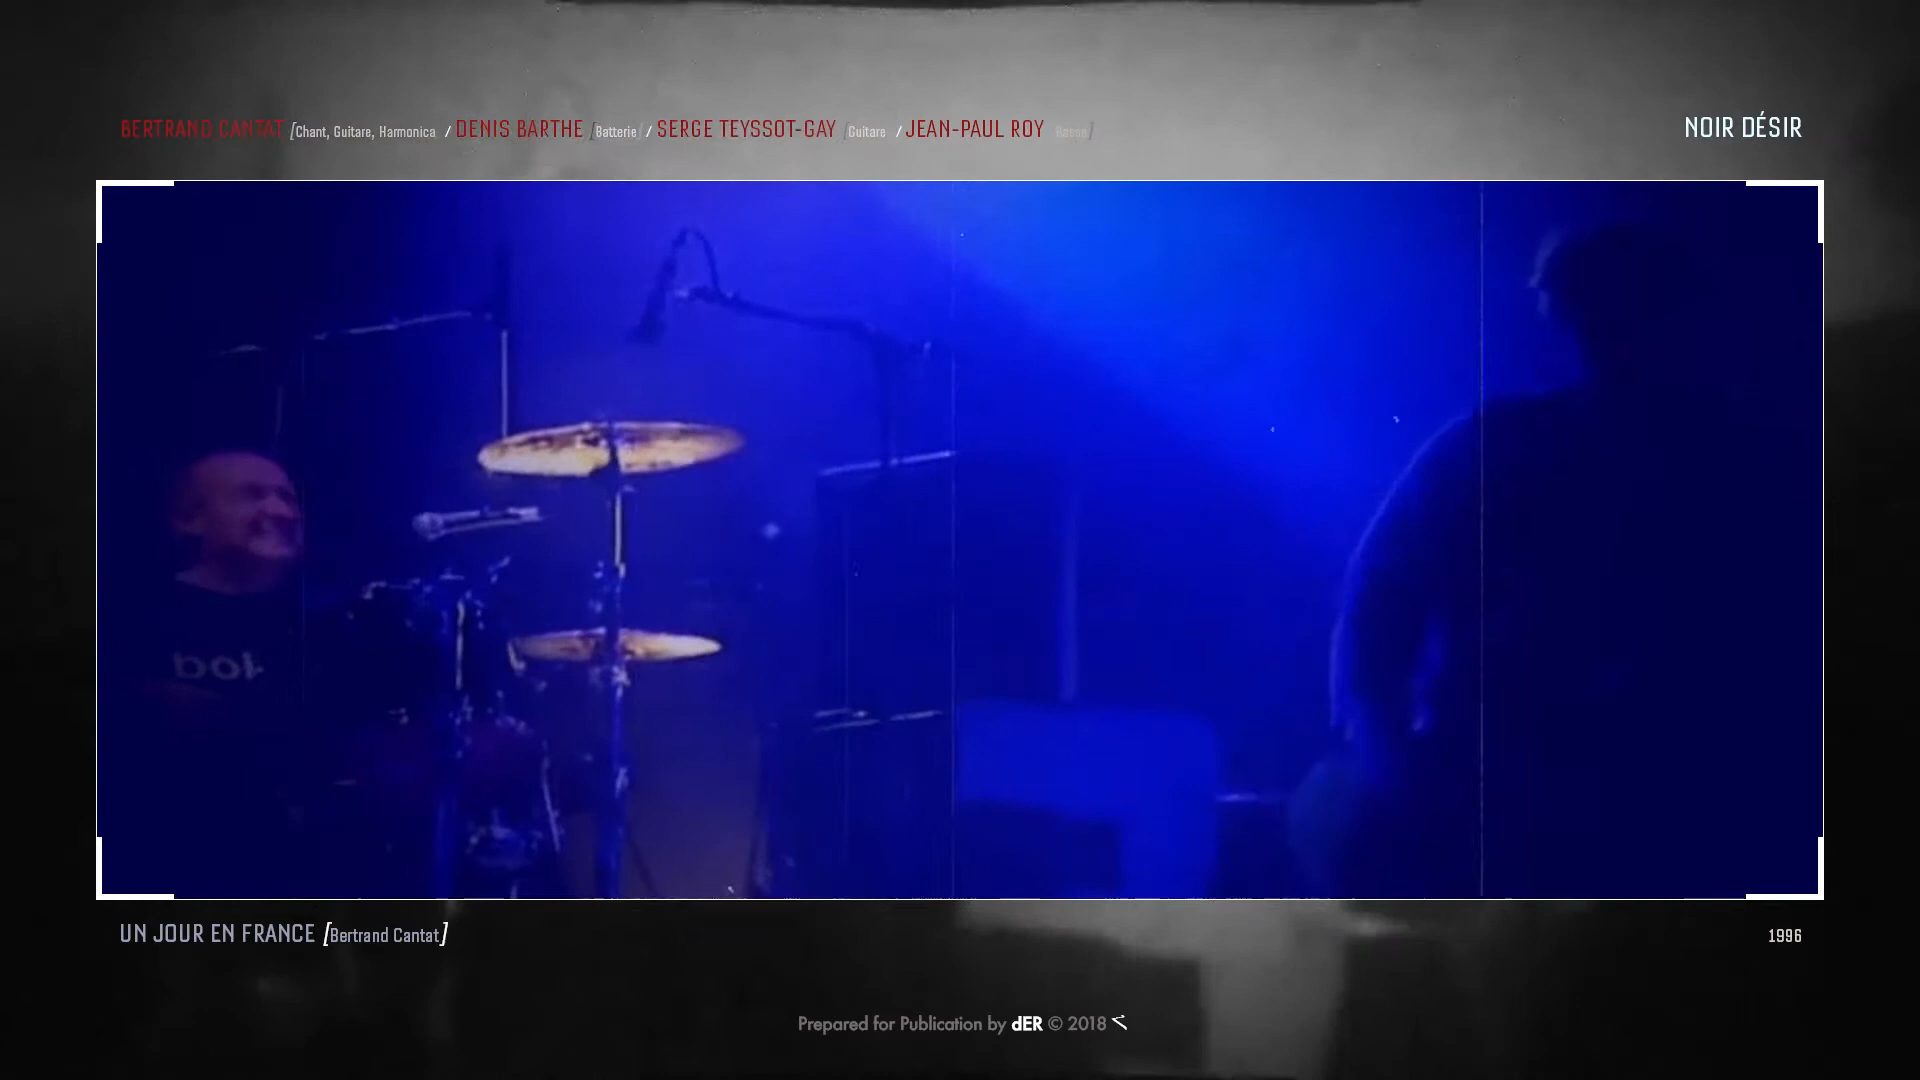 BERTRAND CANTAT [Chant, Guitare, Harmonica / DENIS BARTHE [Batterie / SERGE TEYSSOT-GAY [Guitare / JEAN-PAUL ROY Basse]
NOIR DÉSIR
UN JOUR EN FRANCE [Bertrand Cantat]
1996
Prepared for Publication by dER © 2018